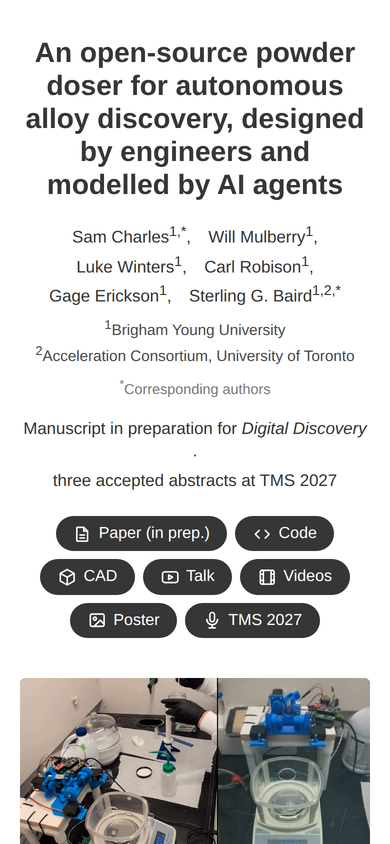 An open-source powder
doser for autonomous
alloy discovery, designed
by engineers and
modelled by AI agents
Sam Charles1,*, Will Mulberry1,
Luke Winters1, Carl Robison1,
Gage Erickson1, Sterling G. Baird1,2,*
1Brigham Young University
2Acceleration Consortium, University of Toronto
*Corresponding authors
Manuscript in preparation for Digital Discovery
·
three accepted abstracts at TMS 2027
Paper (in prep.) Code
CAD Talk Videos
Poster TMS 2027